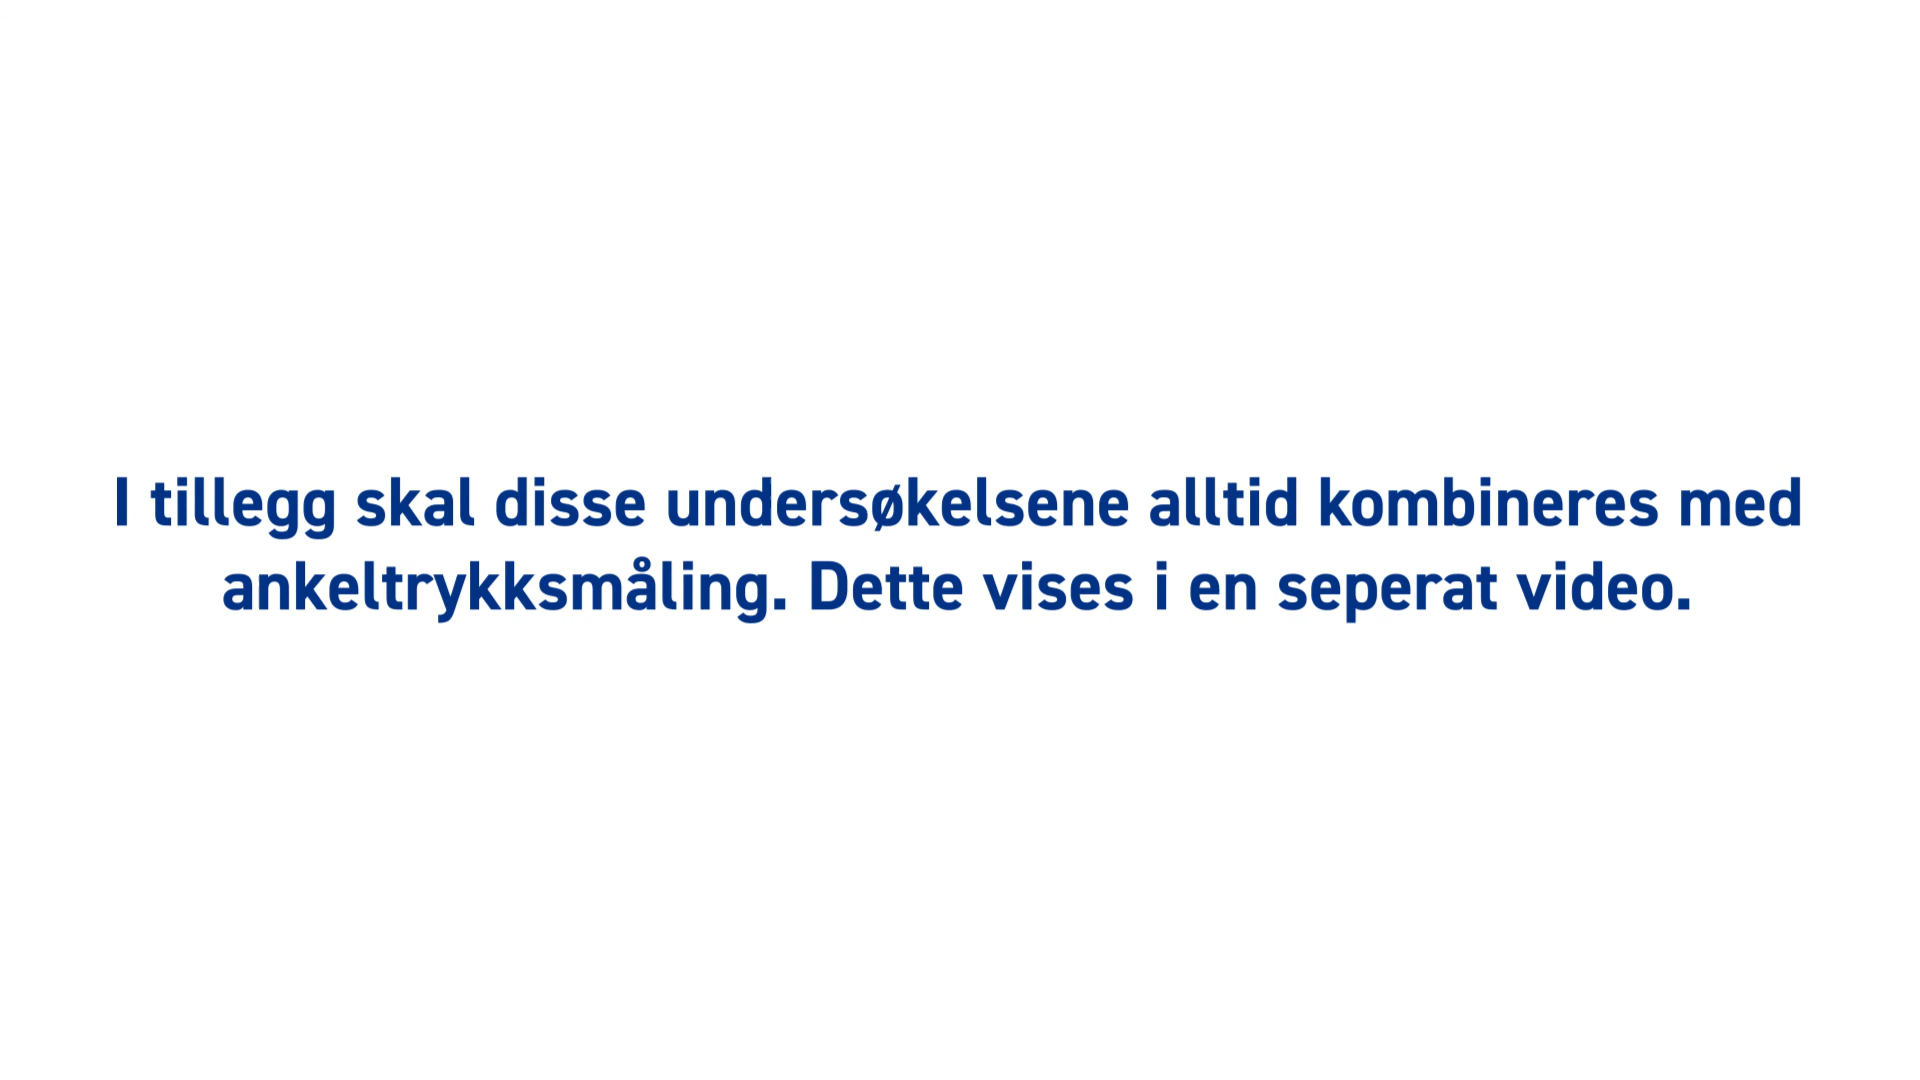 I tillegg skal disse undersøkelsene alltid kombineres med
ankeltrykksmåling. Dette vises i en seperat video.